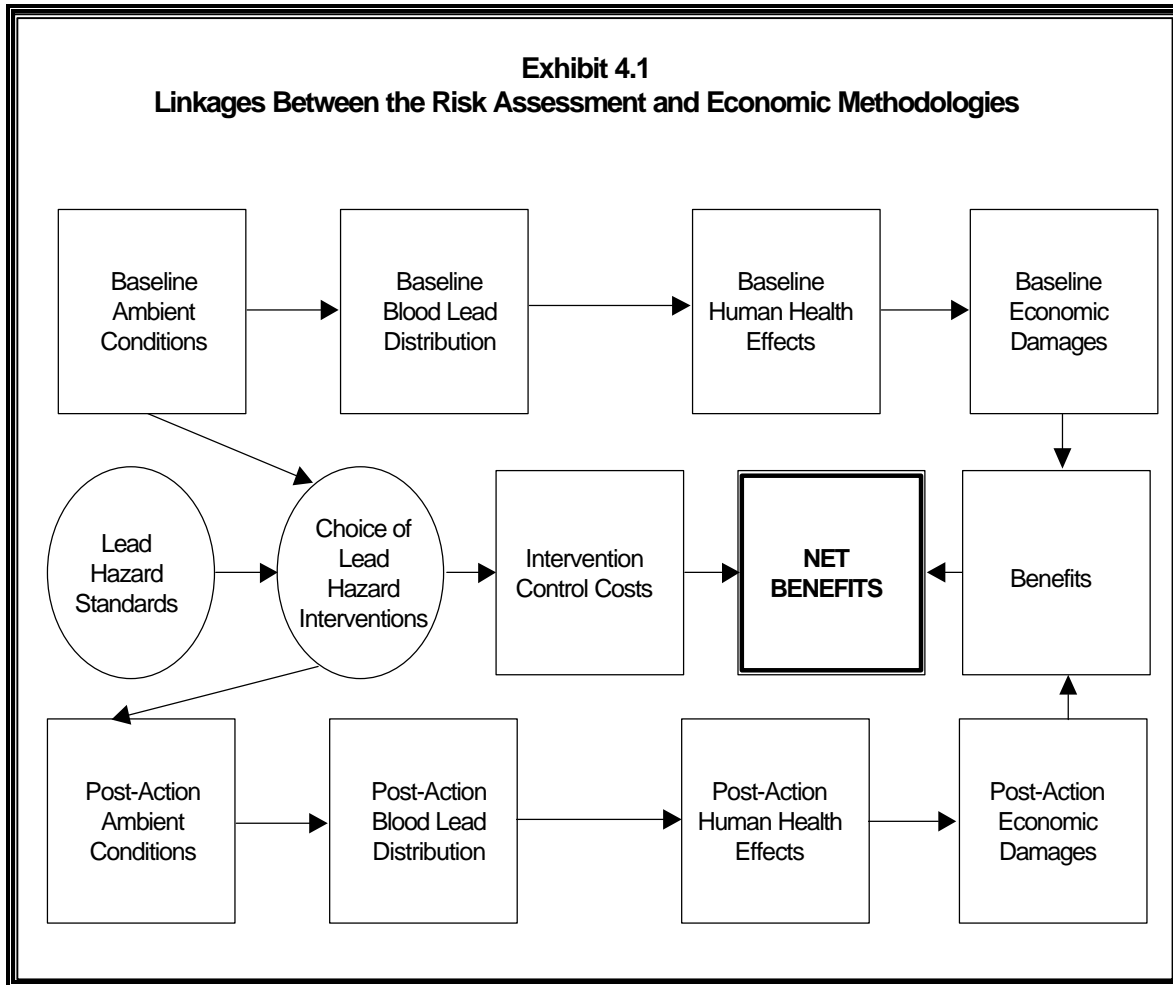 Exhibit 4.1
Linkages Between the Risk Assessment and Economic Methodologies
Baseline
Ambient
Conditions
Baseline
Blood Lead
Distribution
Baseline
Human Health
Effects
Baseline
Economic
Damages
Lead
Hazard
Standards
Choice of
Lead
Hazard
Interventions
Intervention
Control Costs
NET
BENEFITS
Benefits
Post-Action
Ambient
Conditions
Post-Action
Blood Lead
Distribution
Post-Action
Human Health
Effects
Post-Action
Economic
Damages